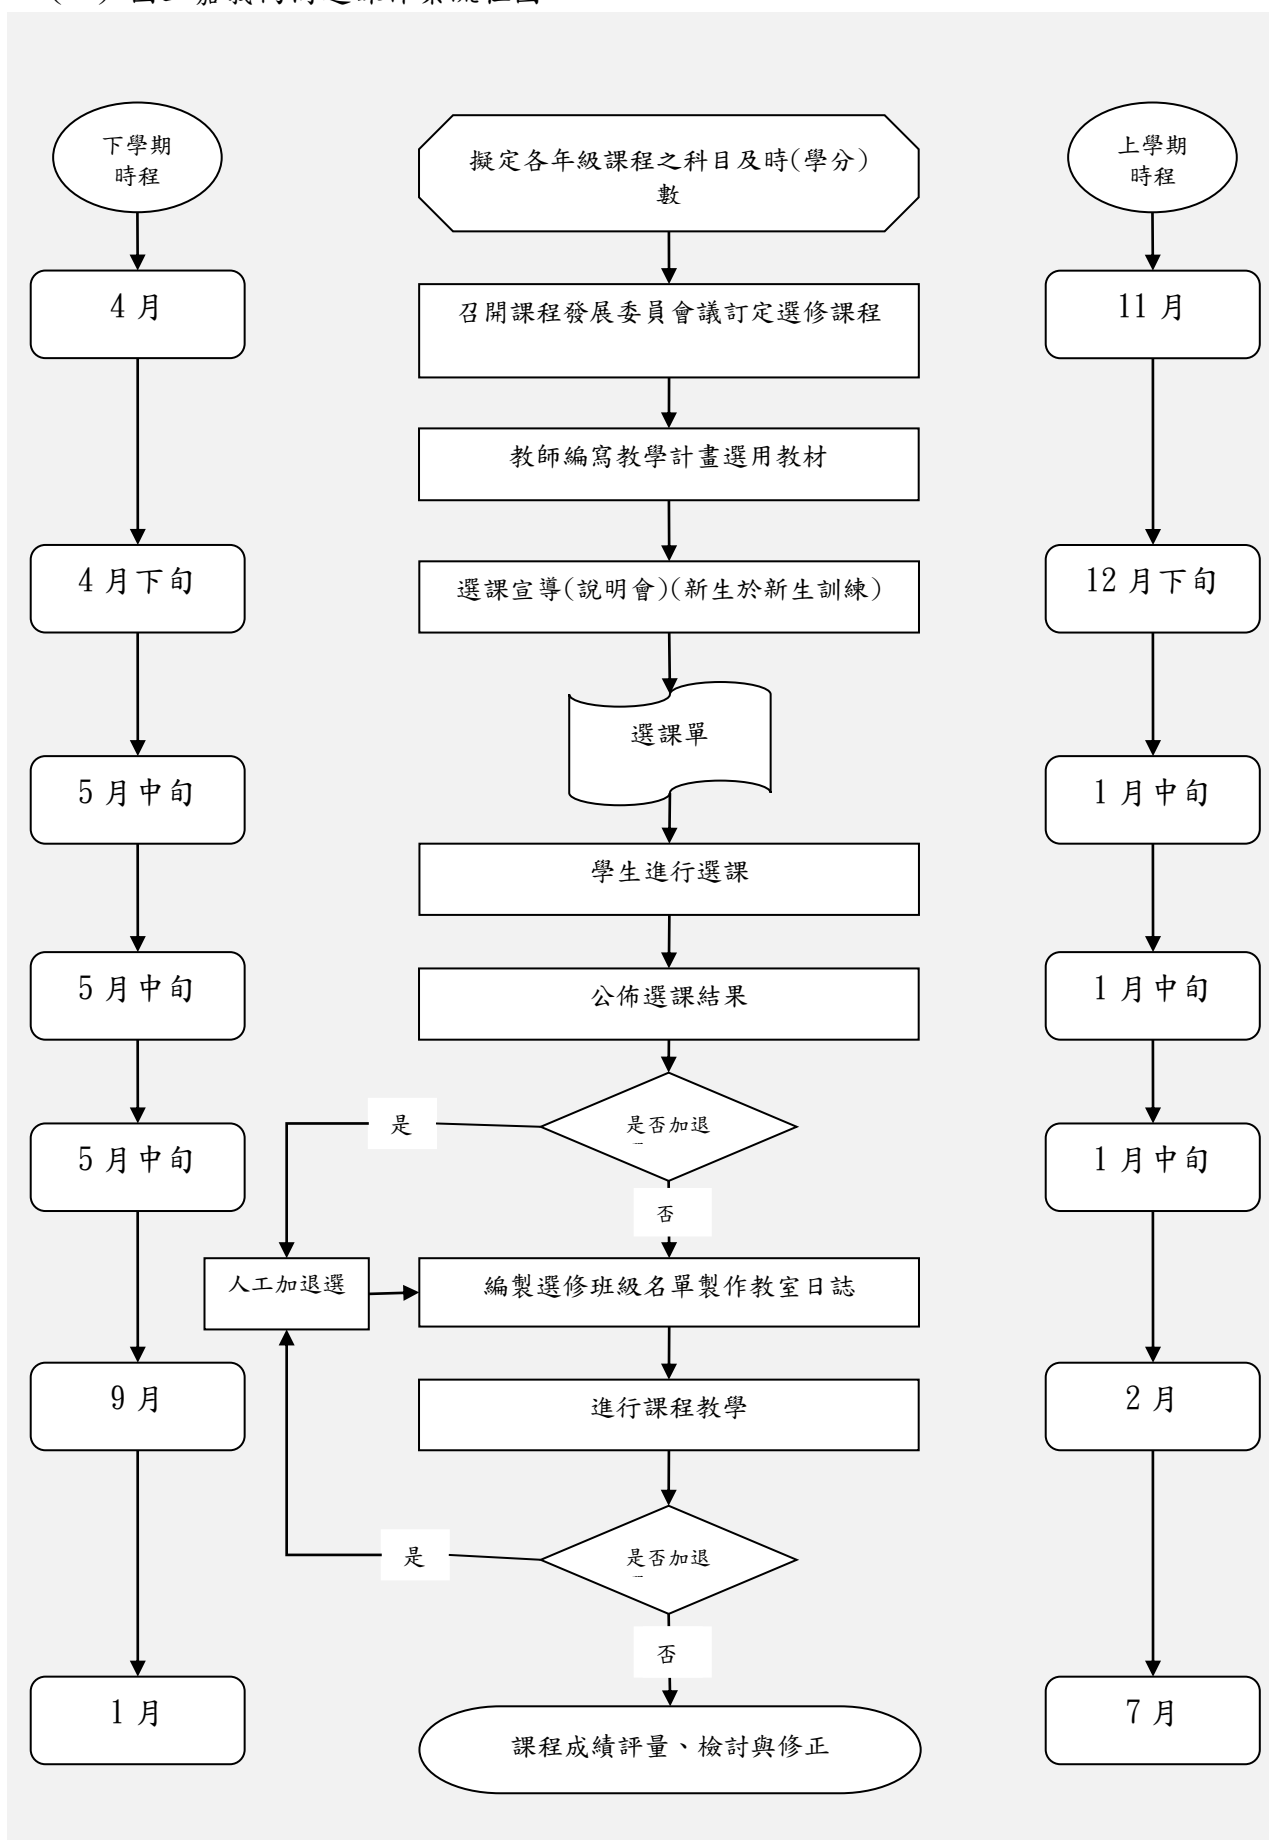 下學期
時程
擬定各年級課程之科目及時(學分)
數
上學期
時程
4 月
召開課程發展委員會議訂定選修課程
11 月
教師編寫教學計畫選用教材
4 月下旬
選課宣導(說明會)(新生於新生訓練)
12 月下旬
選課單
5 月中旬
1 月中旬
學生進行選課
5 月中旬
公佈選課結果
1 月中旬
是
是否加退
5 月中旬
1 月中旬
否
人工加退選
編製選修班級名單製作教室日誌
9 月
進行課程教學
2 月
是
是否加退
否
1 月
課程成績評量、檢討與修正
7 月